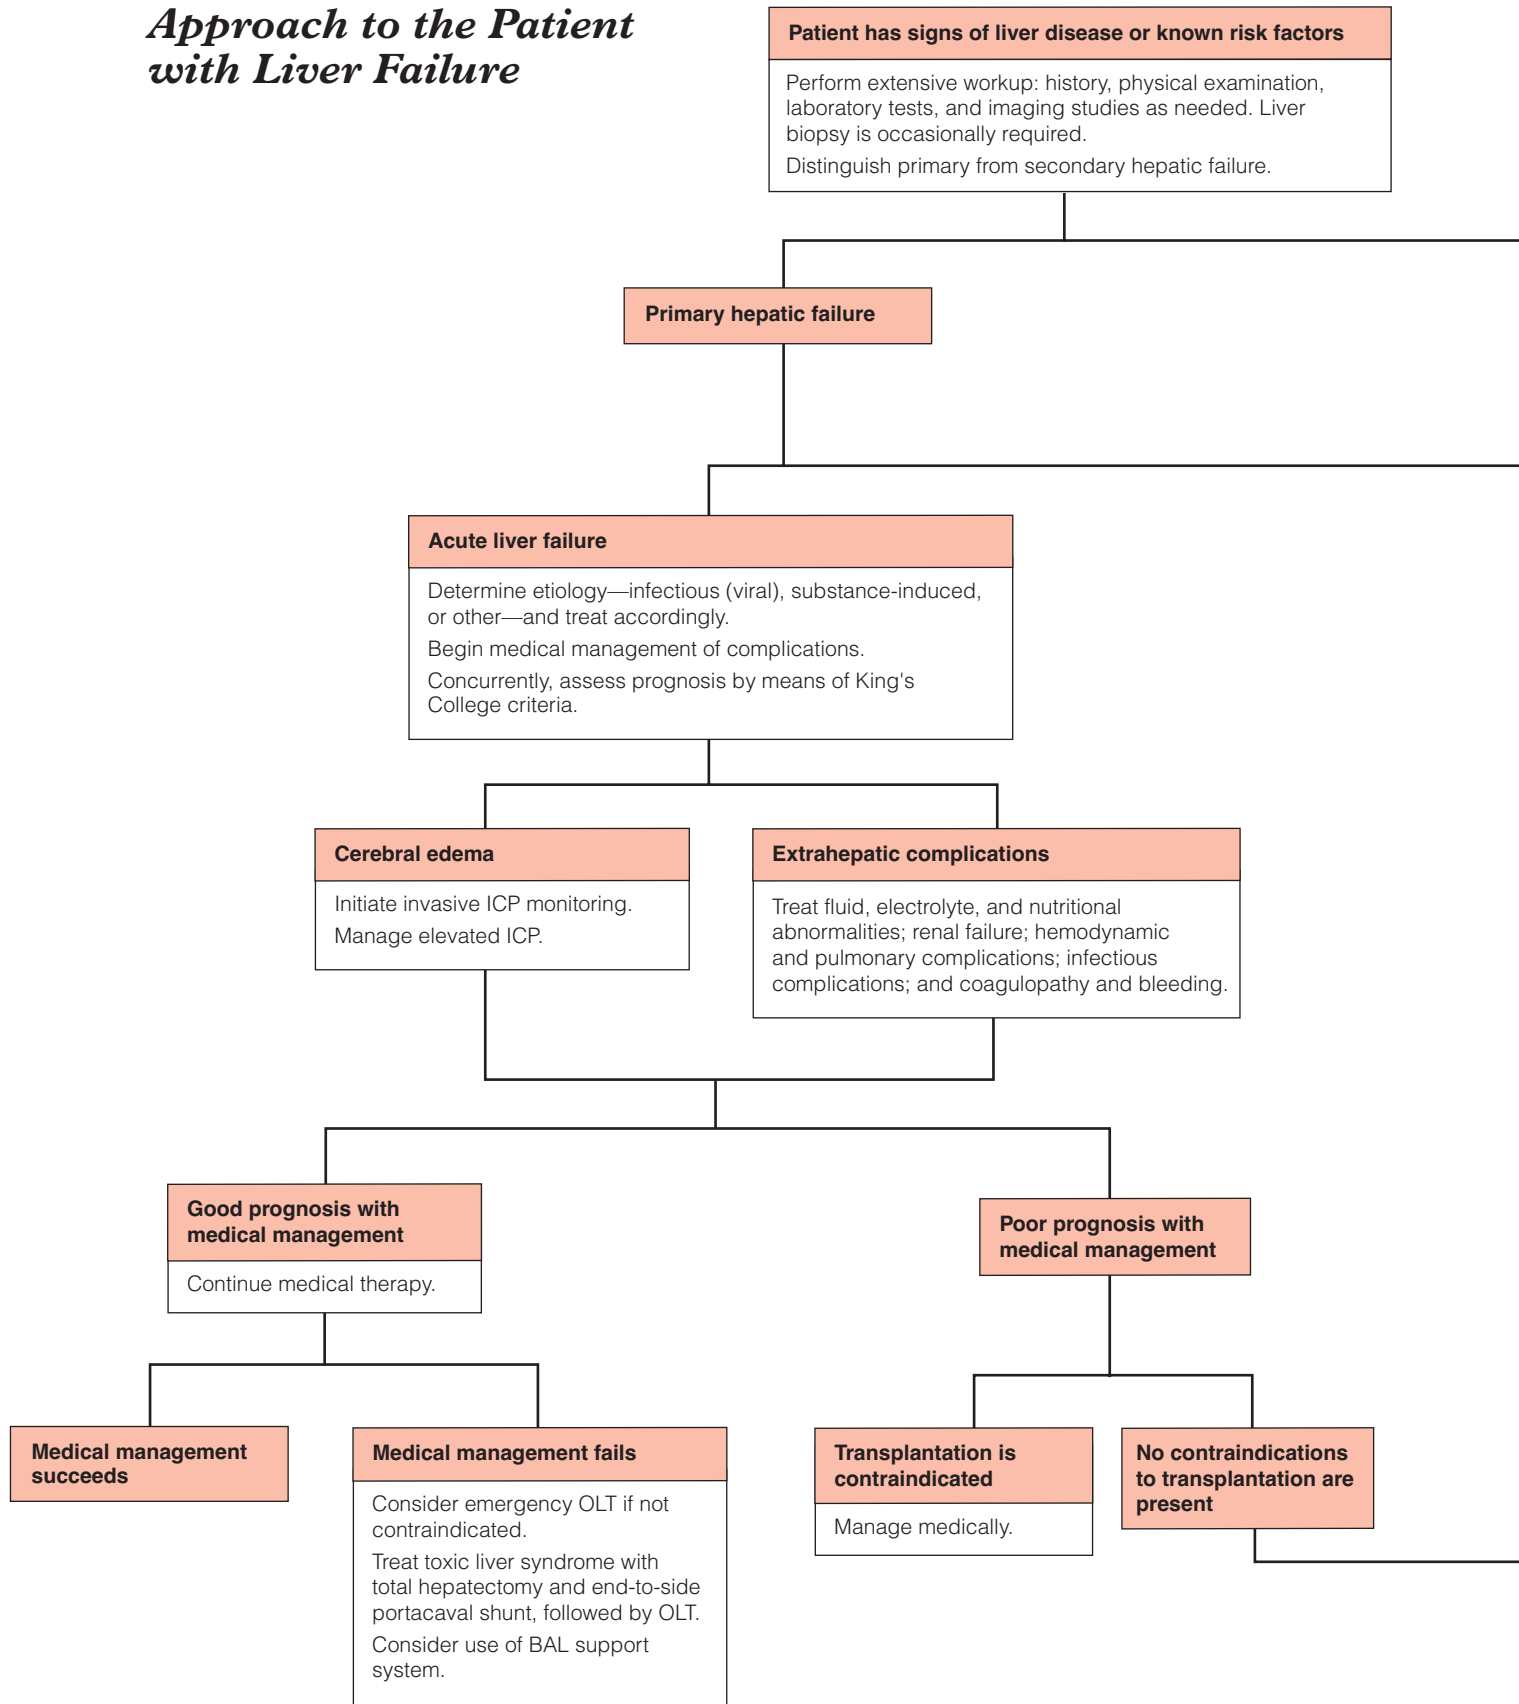 Approach to the Patient
with Liver Failure
Patient has signs of liver disease or known risk factors
Perform extensive workup: history, physical examination,
laboratory tests, and imaging studies as needed. Liver
biopsy is occasionally required.
Distinguish primary from secondary hepatic failure.
Primary hepatic failure
Acute liver failure
Determine etiology—infectious (viral), substance-induced,
or other—and treat accordingly.
Begin medical management of complications.
Concurrently, assess prognosis by means of King's
College criteria.
Cerebral edema
Initiate invasive ICP monitoring.
Manage elevated ICP.
Extrahepatic complications
Treat fluid, electrolyte, and nutritional
abnormalities; renal failure; hemodynamic
and pulmonary complications; infectious
complications; and coagulopathy and bleeding.
Good prognosis with
medical management
Continue medical therapy.
Poor prognosis with
medical management
Medical management
succeeds
Medical management fails
Consider emergency OLT if not
contraindicated.
Treat toxic liver syndrome with
total hepatectomy and end-to-side
portacaval shunt, followed by OLT.
Consider use of BAL support
system.
Transplantation is
contraindicated
Manage medically.
No contraindications
to transplantation are
present